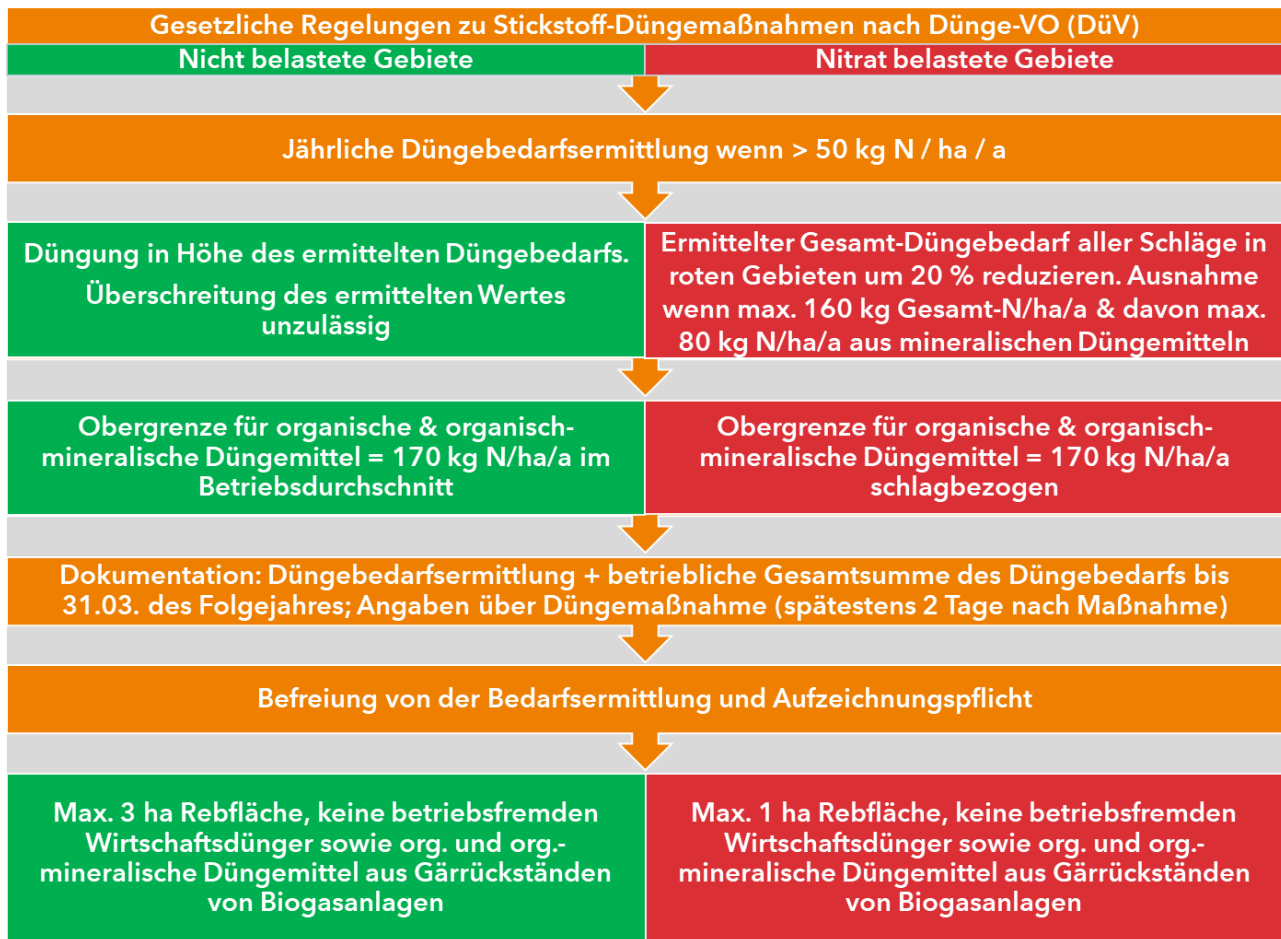 Gesetzliche Regelungen zu Stickstoff-Düngemaßnahmen nach Dünge-VO (DüV)
Nicht belastete Gebiete
Nitrat belastete Gebiete
Jährliche Düngebedarfsermittlung wenn > 50 kg N / ha / a
Düngung in Höhe des ermittelten Düngebedarfs.
Überschreitung des ermittelten Wertes
unzulässig
Ermittelter Gesamt-Düngebedarf aller Schläge in
roten Gebieten um 20 % reduzieren. Ausnahme
wenn max. 160 kg Gesamt-N/ha/a & davon max.
80 kg N/ha/a aus mineralischen Düngemitteln
Obergrenze für organische & organisch-
mineralische Düngemittel = 170 kg N/ha/a im
Betriebsdurchschnitt
Obergrenze für organische & organisch-
mineralische Düngemittel = 170 kg N/ha/a
schlagbezogen
Dokumentation: Düngebedarfsermittlung + betriebliche Gesamtsumme des Düngebedarfs bis
31.03. des Folgejahres; Angaben über Düngemaßnahme (spätestens 2 Tage nach Maßnahme)
Befreiung von der Bedarfsermittlung und Aufzeichnungspflicht
Max. 3 ha Rebfläche, keine betriebsfremden
Wirtschaftsdünger sowie org. und org.-
mineralische Düngemittel aus Gärrückständen
von Biogasanlagen
Max. 1 ha Rebfläche, keine betriebsfremden
Wirtschaftsdünger sowie org. und org.-
mineralische Düngemittel aus Gärrückständen
von Biogasanlagen